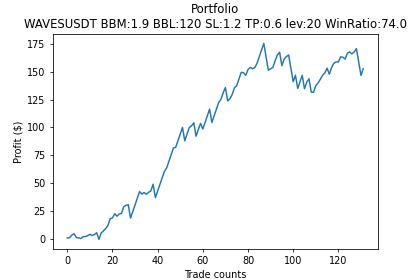 Portfolio
WAVESUSDT BBM:1.9 BBL:120 SL:1.2 TP:0.6 lev:20 WinRatio:74.0
175
150
125
100
75
50
25
0
Profit ($)
0 20 40 60 80 100 120
Trade counts